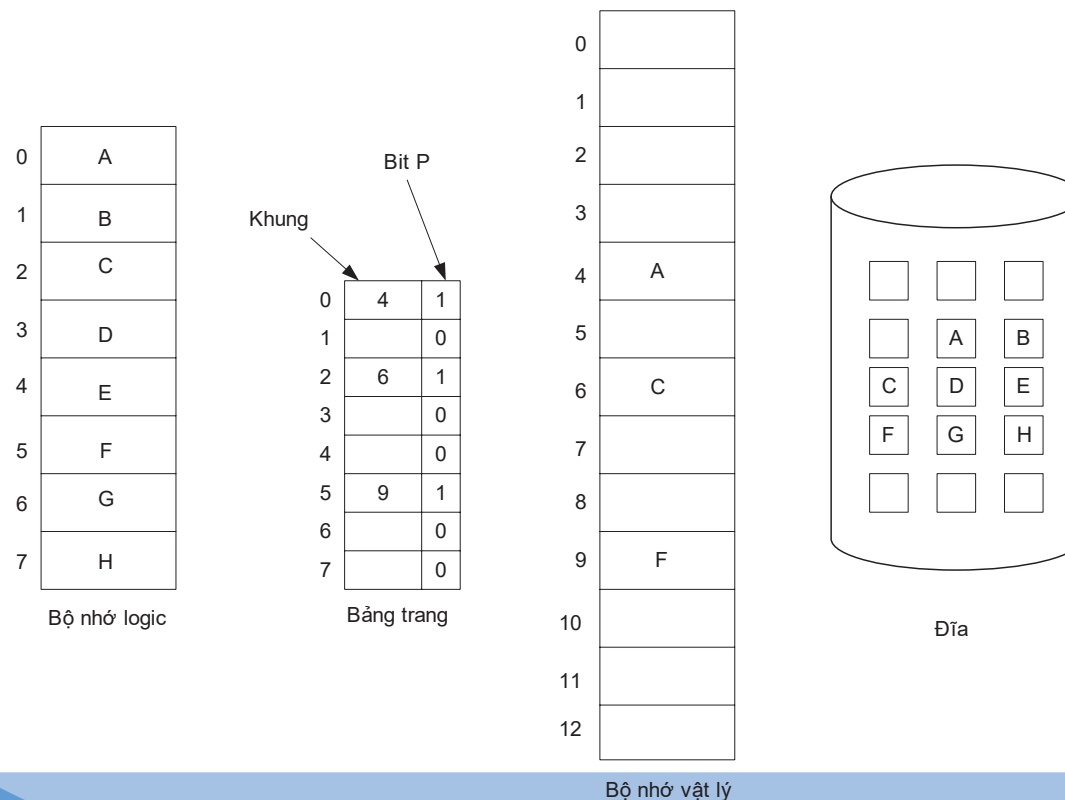 0 A
1 B
2 C
3 D
4 E
5 F
6 G
7 H
Bộ nhớ logic
Khung
Bit P
0 4 1
1 0
2 6 1
3 0
4 0
5 9 1
6 0
7 0
Bảng trang
0
1
2
3
4 A
5
6 C
7
8
9 F
10
11
12
Bộ nhớ vật lý
A B
C D E
F G H
Đĩa